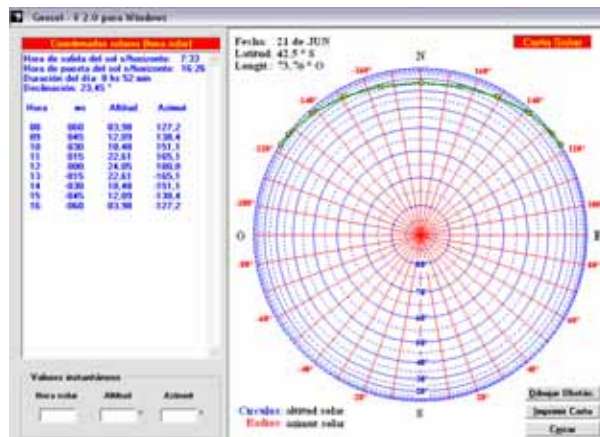 Geosol - V 2.0 para Windows
Coordenadas solares (hora solar)
Hora de salida del sol s/horizonte: 7:33
Hora de puesta del sol s/horizonte: 16:26
Duración del día: 8 hs 52 min
Declinación: 23,45 °
Hora ws Altitud Azimut
08 060 03,98 127,2
09 045 12,09 138,4
10 030 18,48 151,1
11 015 22,61 165,1
12 000 24,05 180,0
13 -015 22,61 -165,1
14 -030 18,48 -151,1
15 -045 12,09 -138,4
16 -060 03,98 -127,2
Valores instantáneos
Hora solar Altitud Azimut
Fecha: 21 de JUN
Latitud: 42,5 ° S
Longit.: 73,76 ° O
Carta Solar
N
O
E
S
Círculos: altitud solar
Radios: azimut solar
Dibujar Obstác.
Imprimir Carta
Cerrar